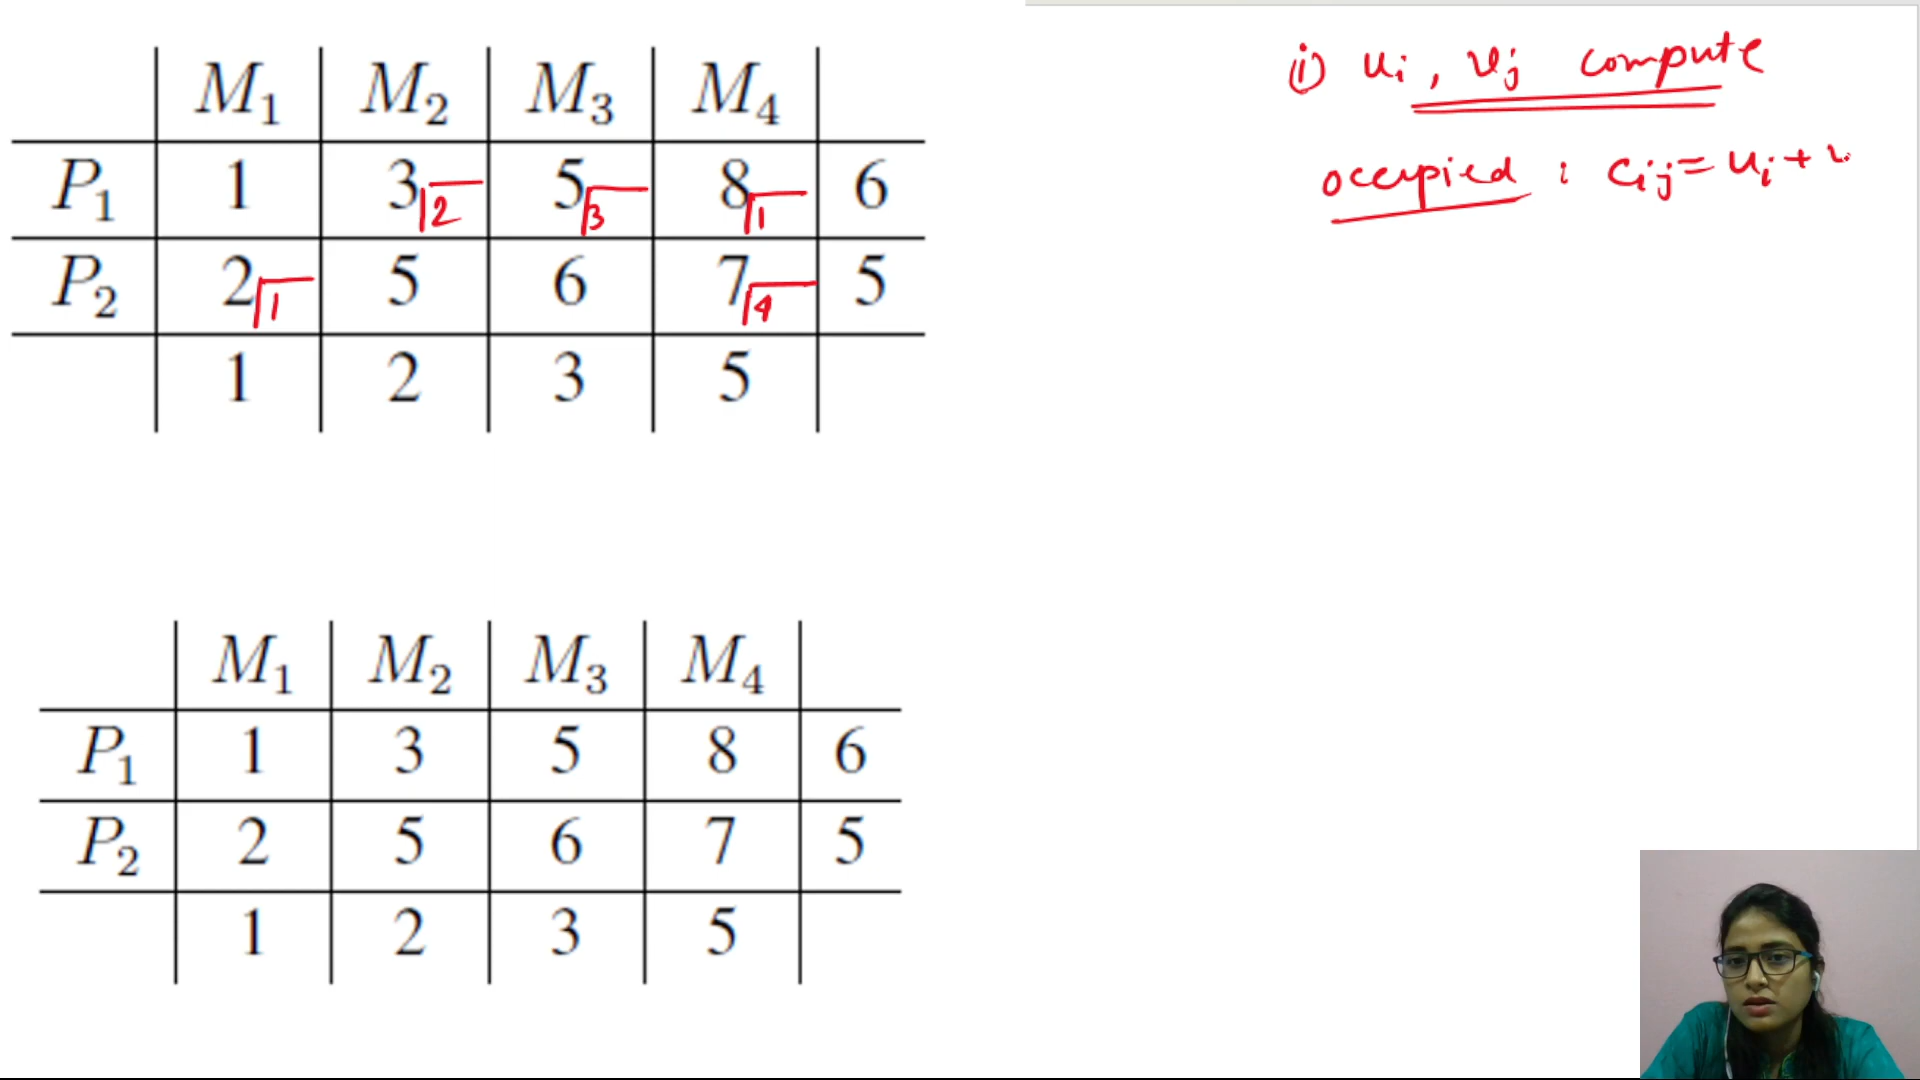 M₁ M₂ M₃ M₄
P₁ 1 3 2 5 3 8 1 6
P₂ 2 1 5 6 7 4 5
1 2 3 5
M₁ M₂ M₃ M₄
P₁ 1 3 5 8 6
P₂ 2 5 6 7 5
1 2 3 5
(i) uᵢ, vⱼ compute
occupied : Cᵢⱼ = uᵢ +